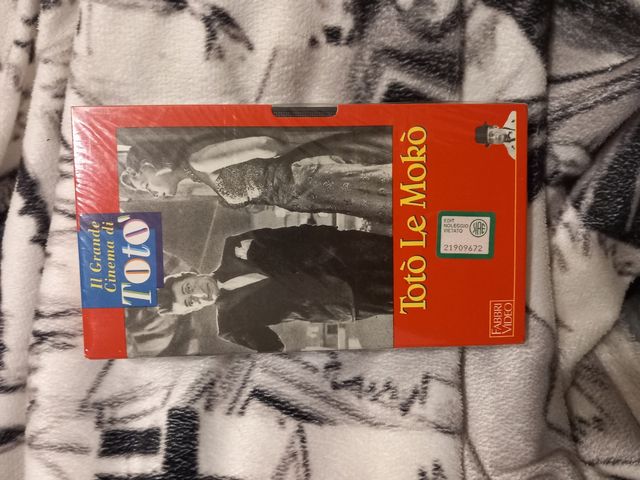 Il Grande
Cinema di
TOTO'
Totò Le Mokò
EDIT
NOLEGGIO
VIETATO
21909672
FABBRI
VIDEO